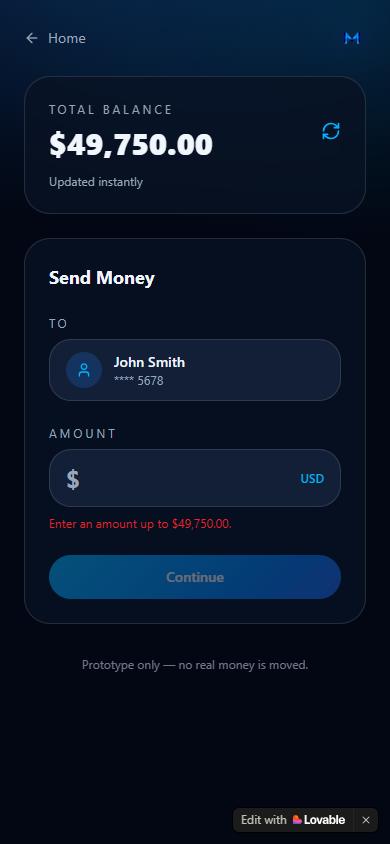 Home
TOTAL BALANCE
$49,750.00
Updated instantly
Send Money
TO
John Smith
**** 5678
AMOUNT
$
USD
Enter an amount up to $49,750.00.
Continue
Prototype only — no real money is moved.
Edit with Lovable